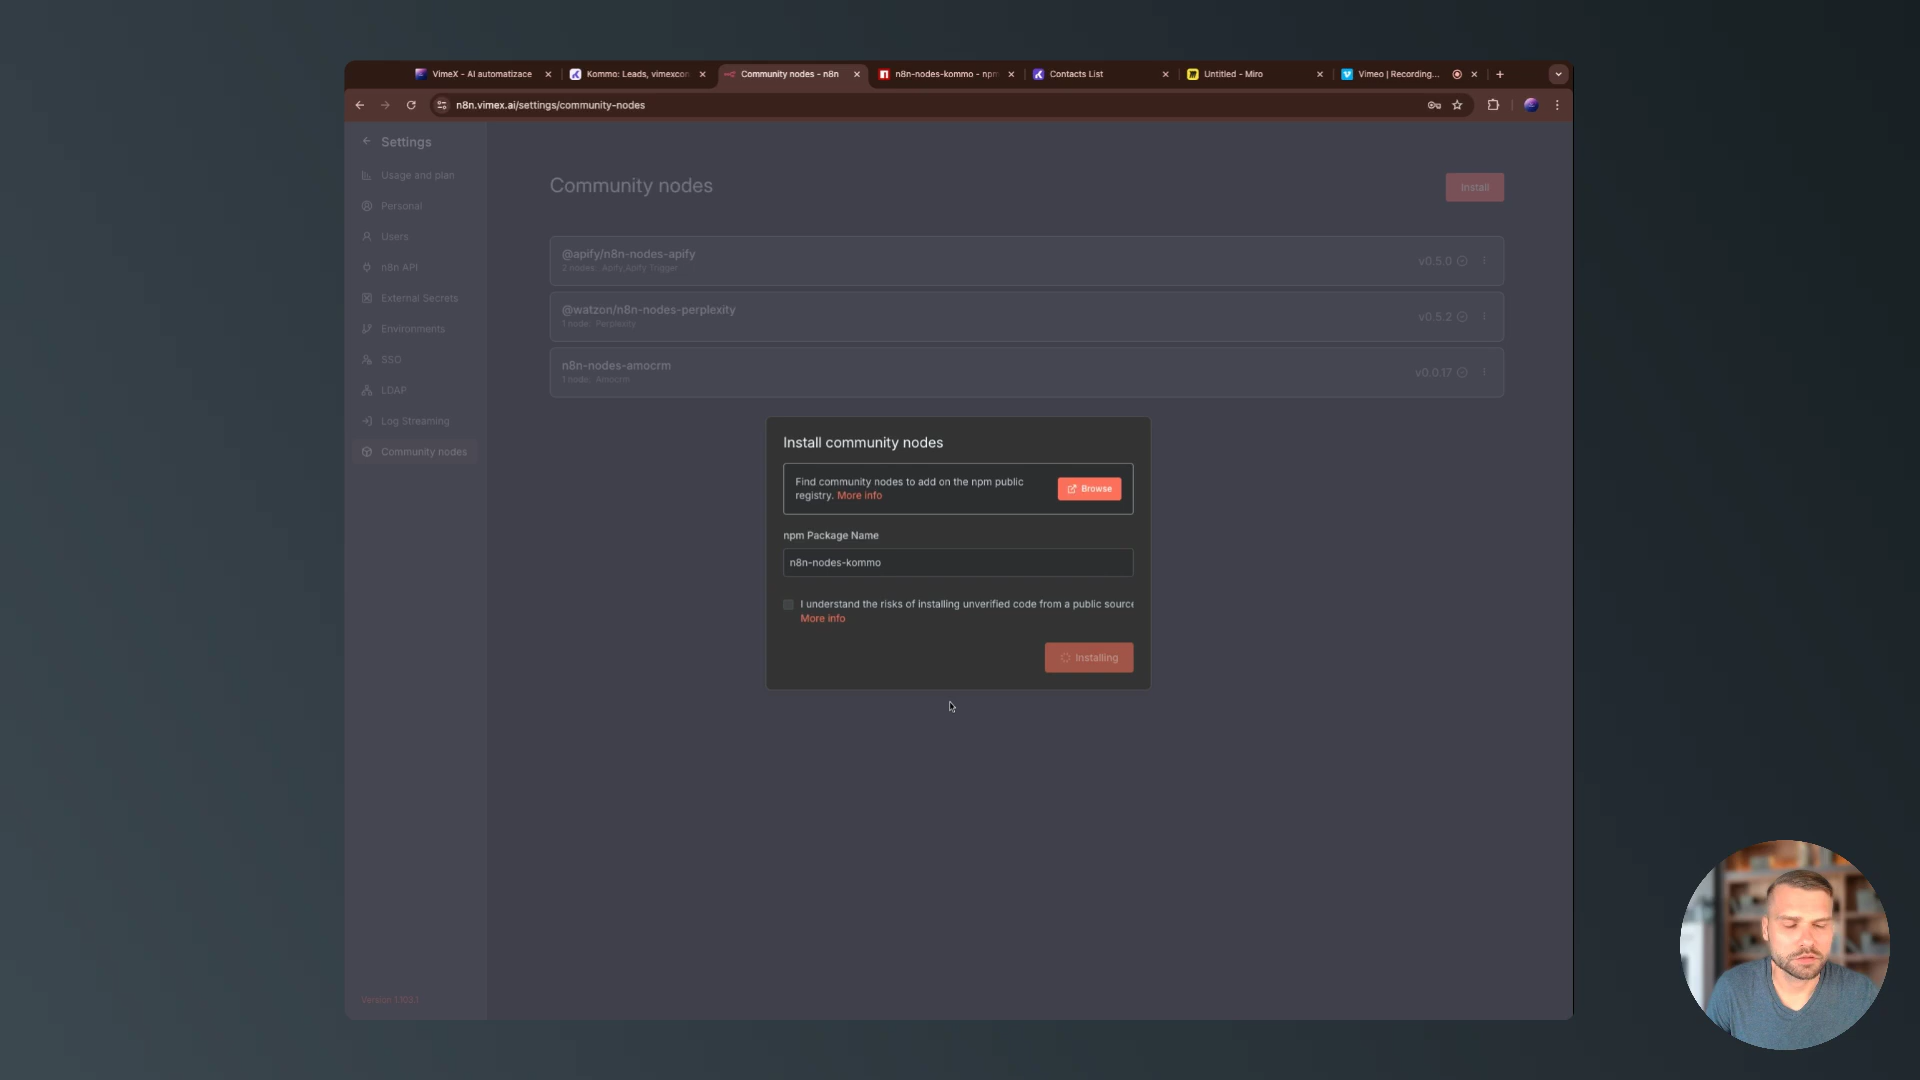 VimeX - AI automatizace
Kommo: Leads, vimexcon
Community nodes - n8n
n8n-nodes-kommo - npm
Contacts List
Untitled - Miro
Vimeo | Recording...
n8n.vimex.ai/settings/community-nodes
Settings
Usage and plan
Personal
Users
n8n API
External Secrets
Environments
SSO
LDAP
Log Streaming
Community nodes
Community nodes
Install
@apify/n8n-nodes-apify
2 nodes: Apify,Apify Trigger
v0.5.0
@watzon/n8n-nodes-perplexity
1 node: Perplexity
v0.5.2
n8n-nodes-amocrm
1 node: Amocrm
v0.0.17
Install community nodes
Find community nodes to add on the npm public
registry. More info
Browse
npm Package Name
n8n-nodes-kommo
I understand the risks of installing unverified code from a public source
More info
Installing